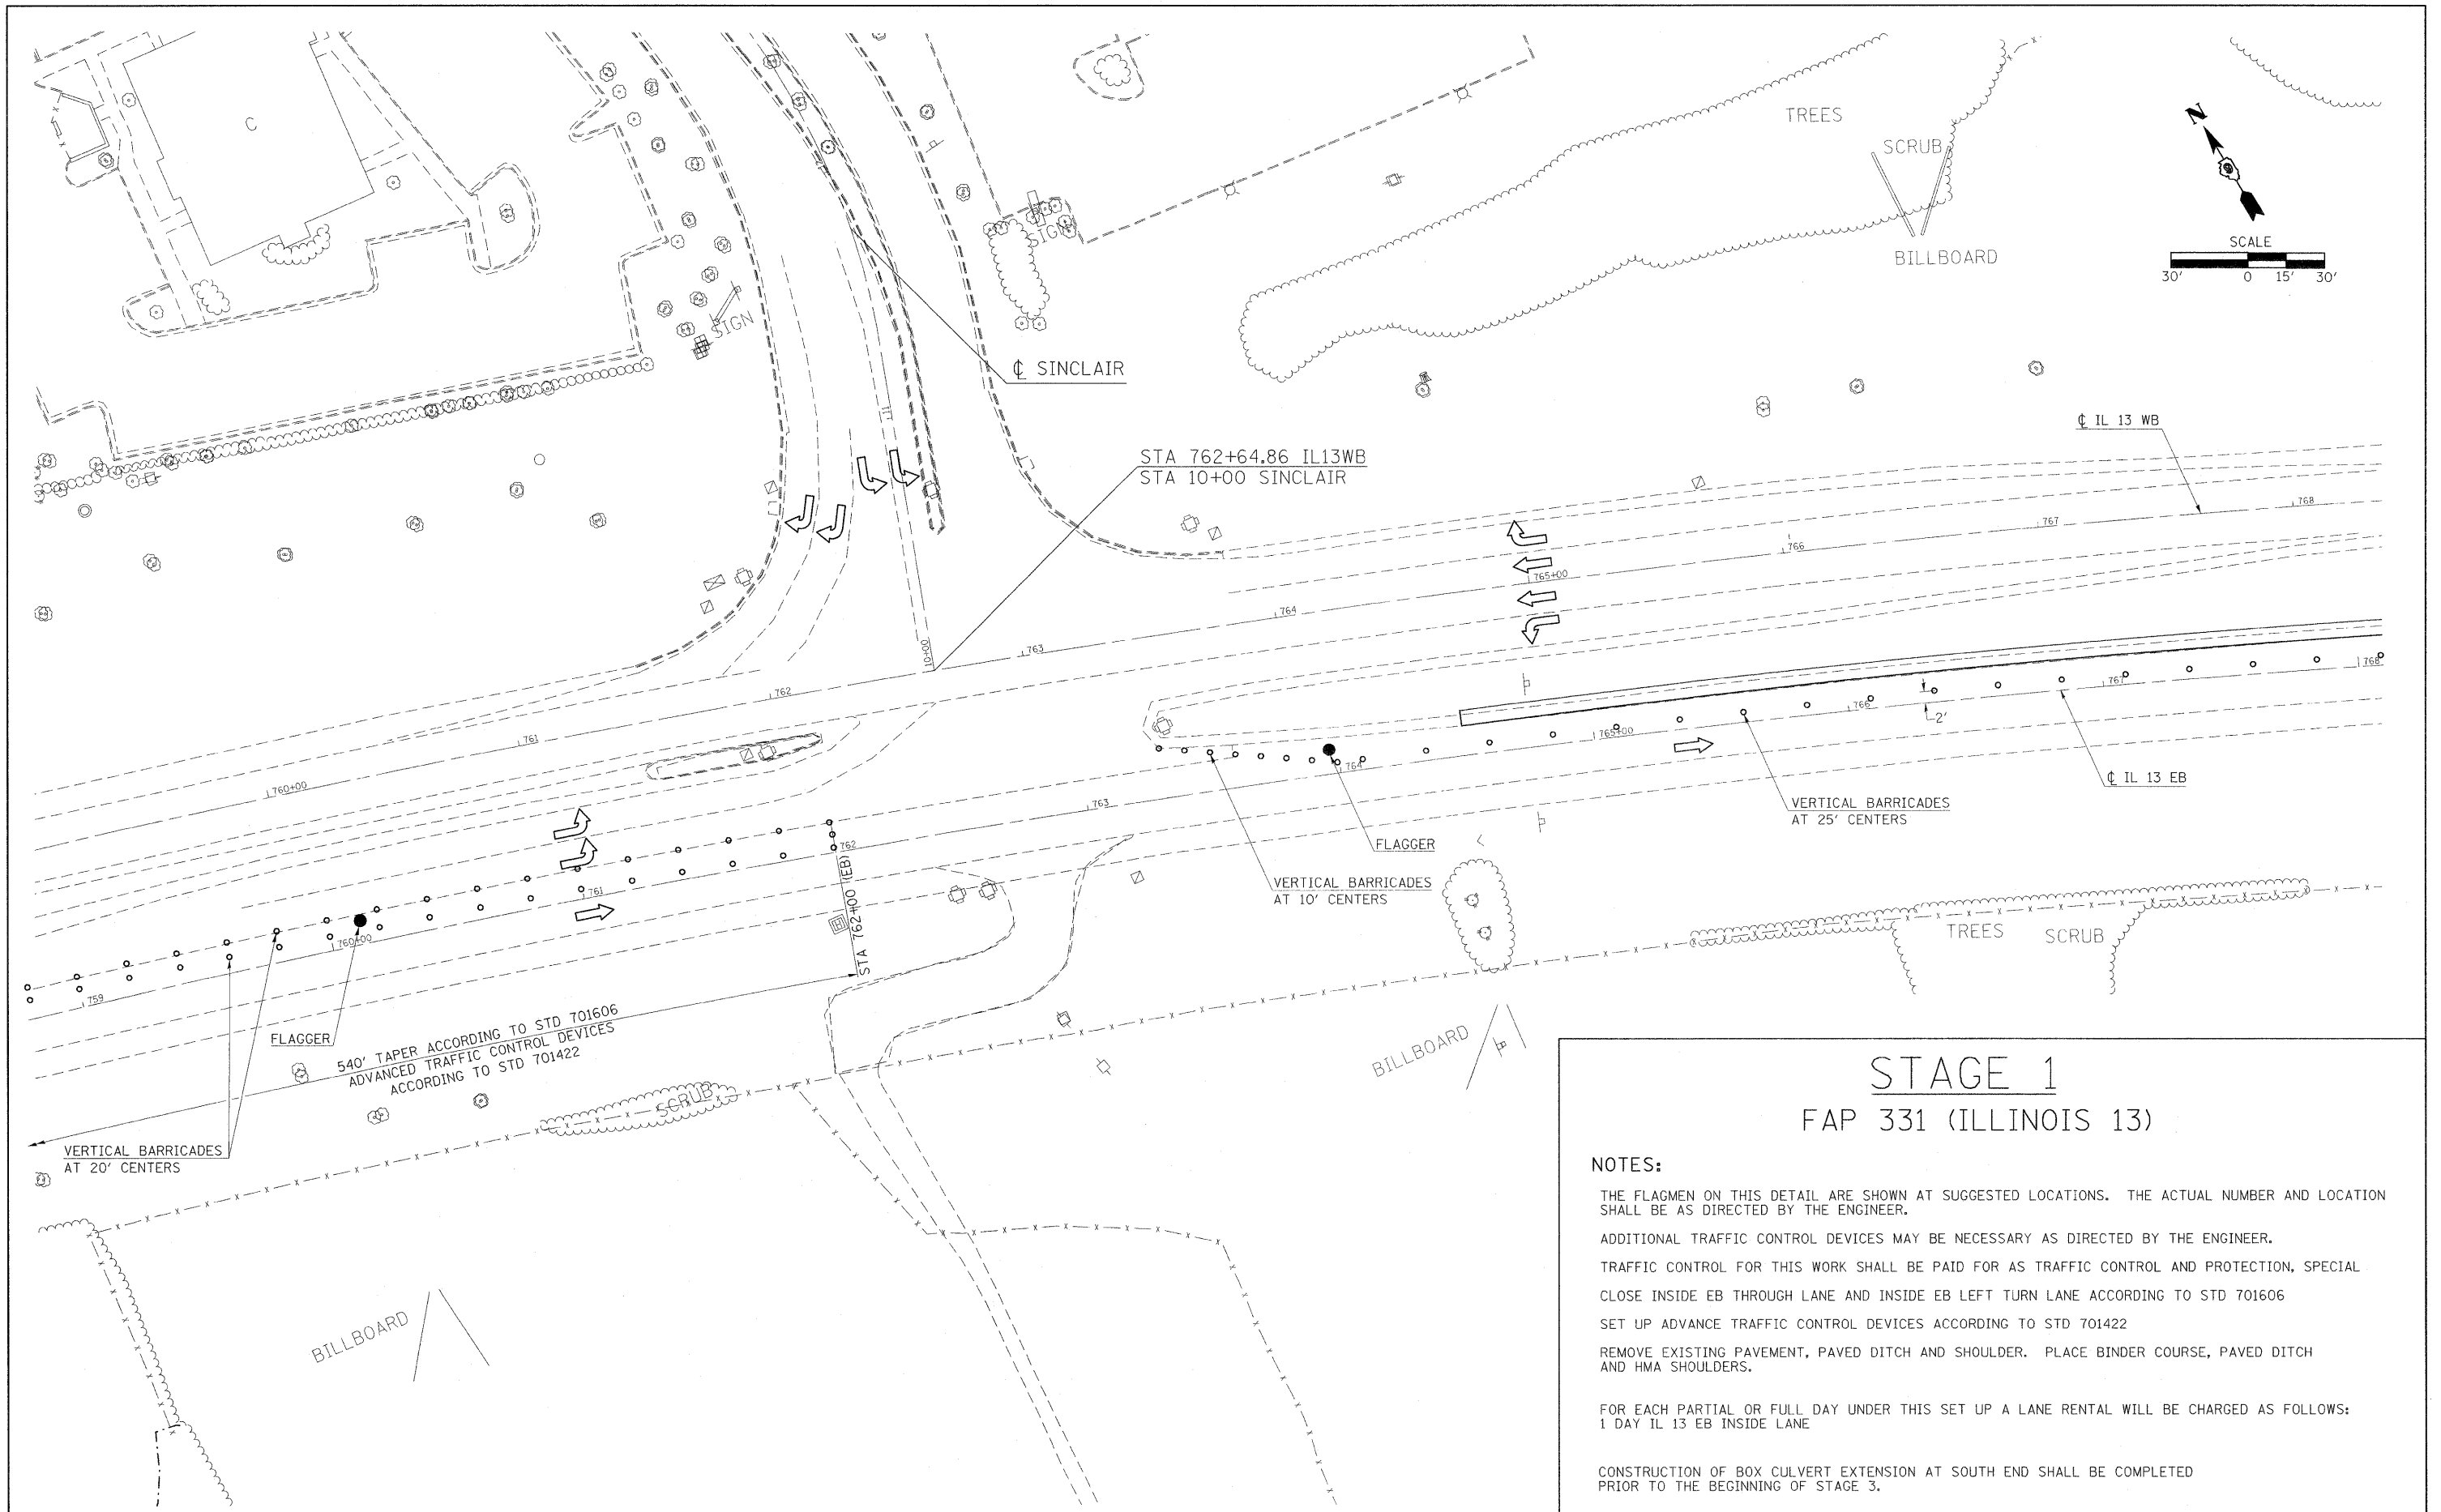 C
TREES
SCRUB
BILLBOARD
N
SCALE
30' 0 15' 30'
SIGN
SIGN
℄ SINCLAIR
11
STA 762+64.86 IL13WB
STA 10+00 SINCLAIR
℄ IL 13 WB
768
767
766
765+00
764
763
10+00
762
761
760+00
768
767
766
2'
765+00
764
763
762
761
760+00
759
℄ IL 13 EB
VERTICAL BARRICADES
AT 25' CENTERS
FLAGGER
VERTICAL BARRICADES
AT 10' CENTERS
STA 762+00 (EB)
H
FLAGGER
540' TAPER ACCORDING TO STD 701606
ADVANCED TRAFFIC CONTROL DEVICES
ACCORDING TO STD 701422
VERTICAL BARRICADES
AT 20' CENTERS
SCRUB
TREES SCRUB
BILLBOARD
BILLBOARD
STAGE 1
FAP 331 (ILLINOIS 13)
NOTES:
THE FLAGMEN ON THIS DETAIL ARE SHOWN AT SUGGESTED LOCATIONS. THE ACTUAL NUMBER AND LOCATION
SHALL BE AS DIRECTED BY THE ENGINEER.
ADDITIONAL TRAFFIC CONTROL DEVICES MAY BE NECESSARY AS DIRECTED BY THE ENGINEER.
TRAFFIC CONTROL FOR THIS WORK SHALL BE PAID FOR AS TRAFFIC CONTROL AND PROTECTION, SPECIAL
CLOSE INSIDE EB THROUGH LANE AND INSIDE EB LEFT TURN LANE ACCORDING TO STD 701606
SET UP ADVANCE TRAFFIC CONTROL DEVICES ACCORDING TO STD 701422
REMOVE EXISTING PAVEMENT, PAVED DITCH AND SHOULDER. PLACE BINDER COURSE, PAVED DITCH
AND HMA SHOULDERS.
FOR EACH PARTIAL OR FULL DAY UNDER THIS SET UP A LANE RENTAL WILL BE CHARGED AS FOLLOWS:
1 DAY IL 13 EB INSIDE LANE
CONSTRUCTION OF BOX CULVERT EXTENSION AT SOUTH END SHALL BE COMPLETED
PRIOR TO THE BEGINNING OF STAGE 3.